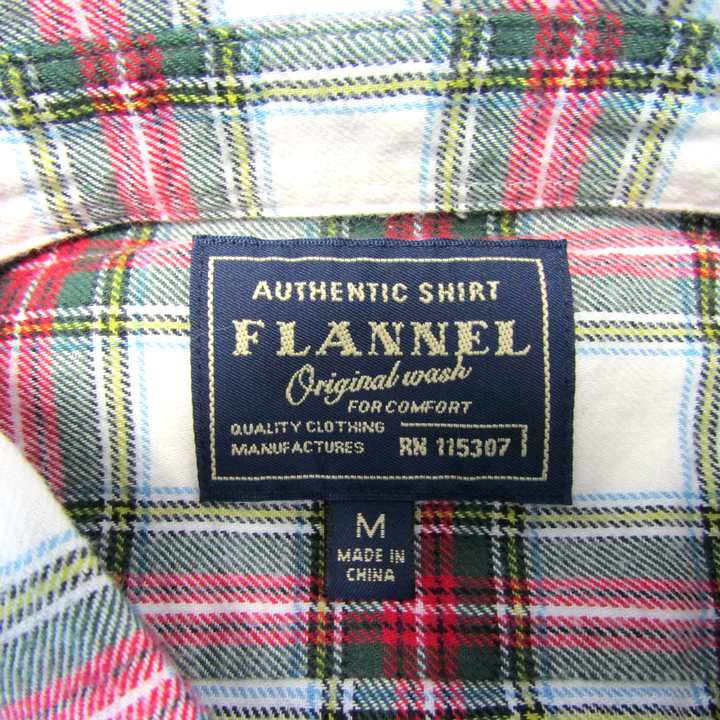 AUTHENTIC SHIRT
FLANNEL
Original wash
FOR COMFORT
QUALITY CLOTHING
MANUFACTURES RN 115307
M
MADE IN
CHINA